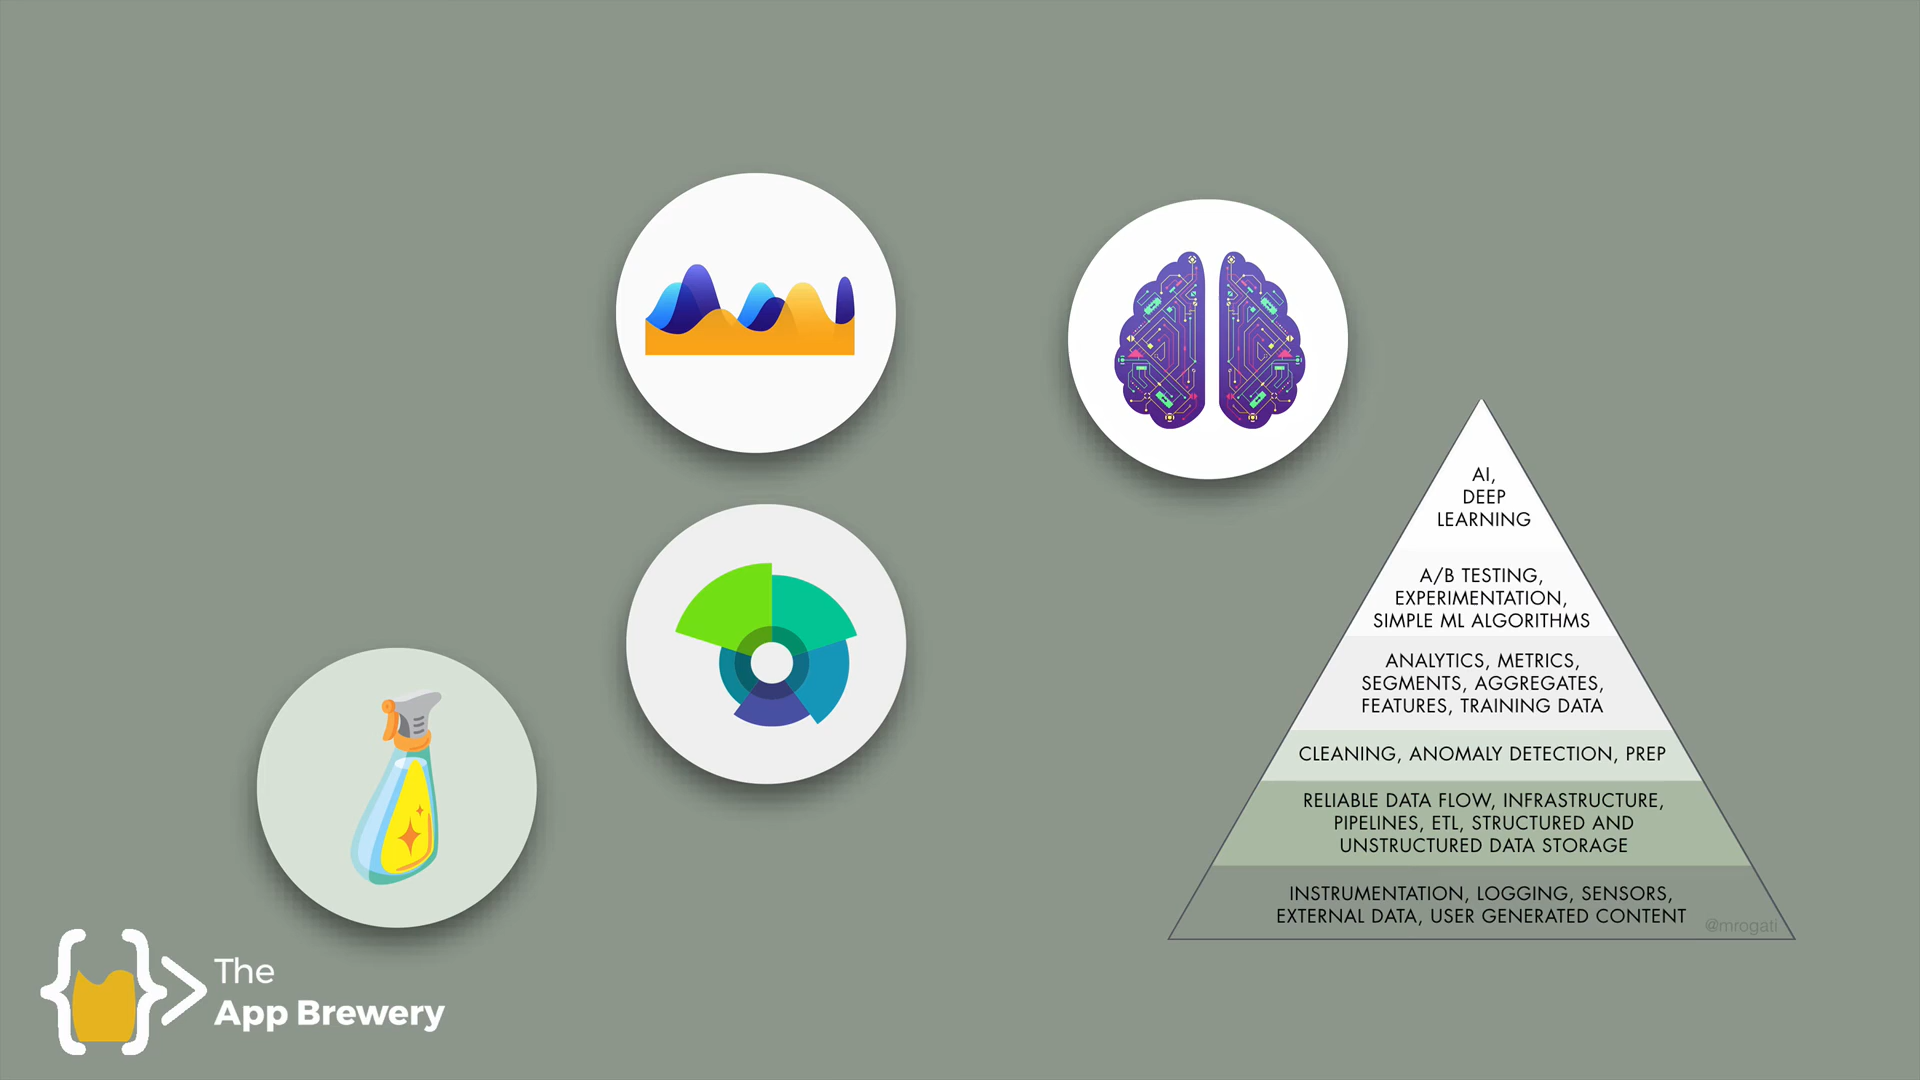 AI,
DEEP
LEARNING
A/B TESTING,
EXPERIMENTATION,
SIMPLE ML ALGORITHMS
ANALYTICS, METRICS,
SEGMENTS, AGGREGATES,
FEATURES, TRAINING DATA
CLEANING, ANOMALY DETECTION, PREP
RELIABLE DATA FLOW, INFRASTRUCTURE,
PIPELINES, ETL, STRUCTURED AND
UNSTRUCTURED DATA STORAGE
INSTRUMENTATION, LOGGING, SENSORS,
EXTERNAL DATA, USER GENERATED CONTENT
@mrogati
The
App Brewery